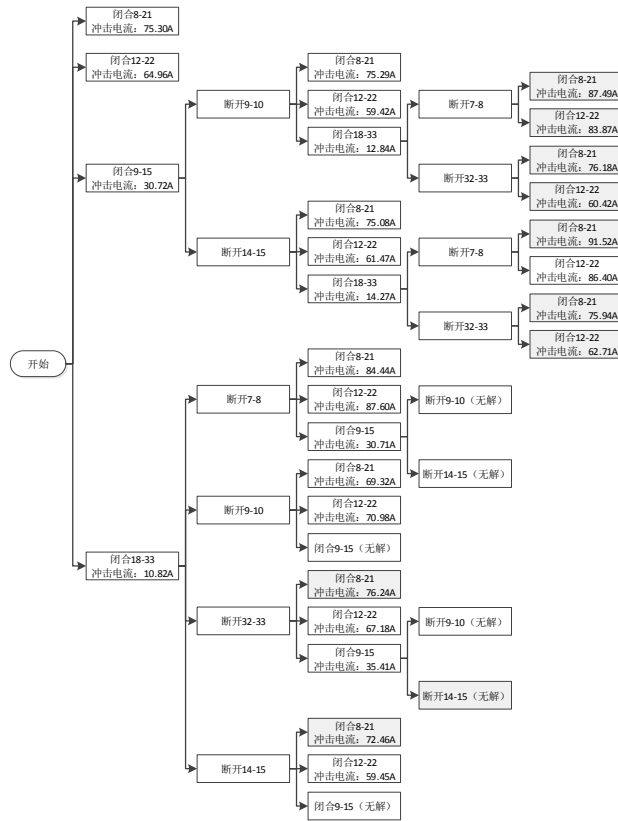 闭合8-21
冲击电流：75.30A
闭合12-22
冲击电流：64.96A
闭合9-15
冲击电流：30.72A
断开9-10
闭合8-21
冲击电流：75.29A
闭合12-22
冲击电流：59.42A
闭合18-33
冲击电流：12.84A
断开7-8
闭合8-21
冲击电流：87.49A
闭合12-22
冲击电流：83.87A
断开32-33
闭合8-21
冲击电流：76.18A
闭合12-22
冲击电流：60.42A
断开14-15
闭合8-21
冲击电流：75.08A
闭合12-22
冲击电流：61.47A
闭合18-33
冲击电流：14.27A
断开7-8
闭合8-21
冲击电流：91.52A
闭合12-22
冲击电流：86.40A
断开32-33
闭合8-21
冲击电流：75.94A
闭合12-22
冲击电流：62.71A
开始
闭合18-33
冲击电流：10.82A
断开7-8
闭合8-21
冲击电流：84.44A
闭合12-22
冲击电流：87.60A
闭合9-15
冲击电流：30.71A
断开9-10（无解）
断开14-15（无解）
断开9-10
闭合8-21
冲击电流：69.32A
闭合12-22
冲击电流：70.98A
闭合9-15（无解）
断开32-33
闭合8-21
冲击电流：76.24A
闭合12-22
冲击电流：67.18A
闭合9-15
冲击电流：35.41A
断开9-10（无解）
断开14-15（无解）
断开14-15
闭合8-21
冲击电流：72.46A
闭合12-22
冲击电流：59.45A
闭合9-15（无解）